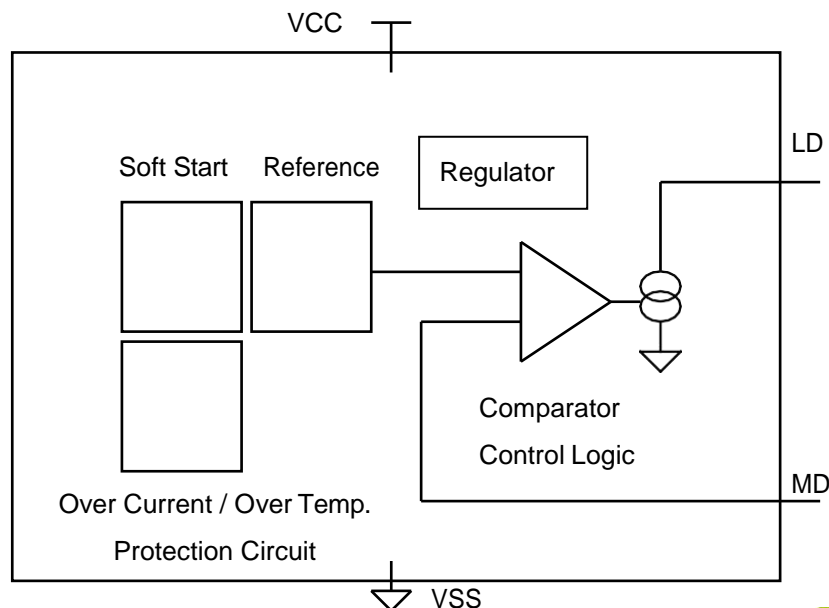 VCC
LD
Soft Start
Reference
Regulator
Comparator
Control Logic
MD
Over Current / Over Temp.
Protection Circuit
VSS